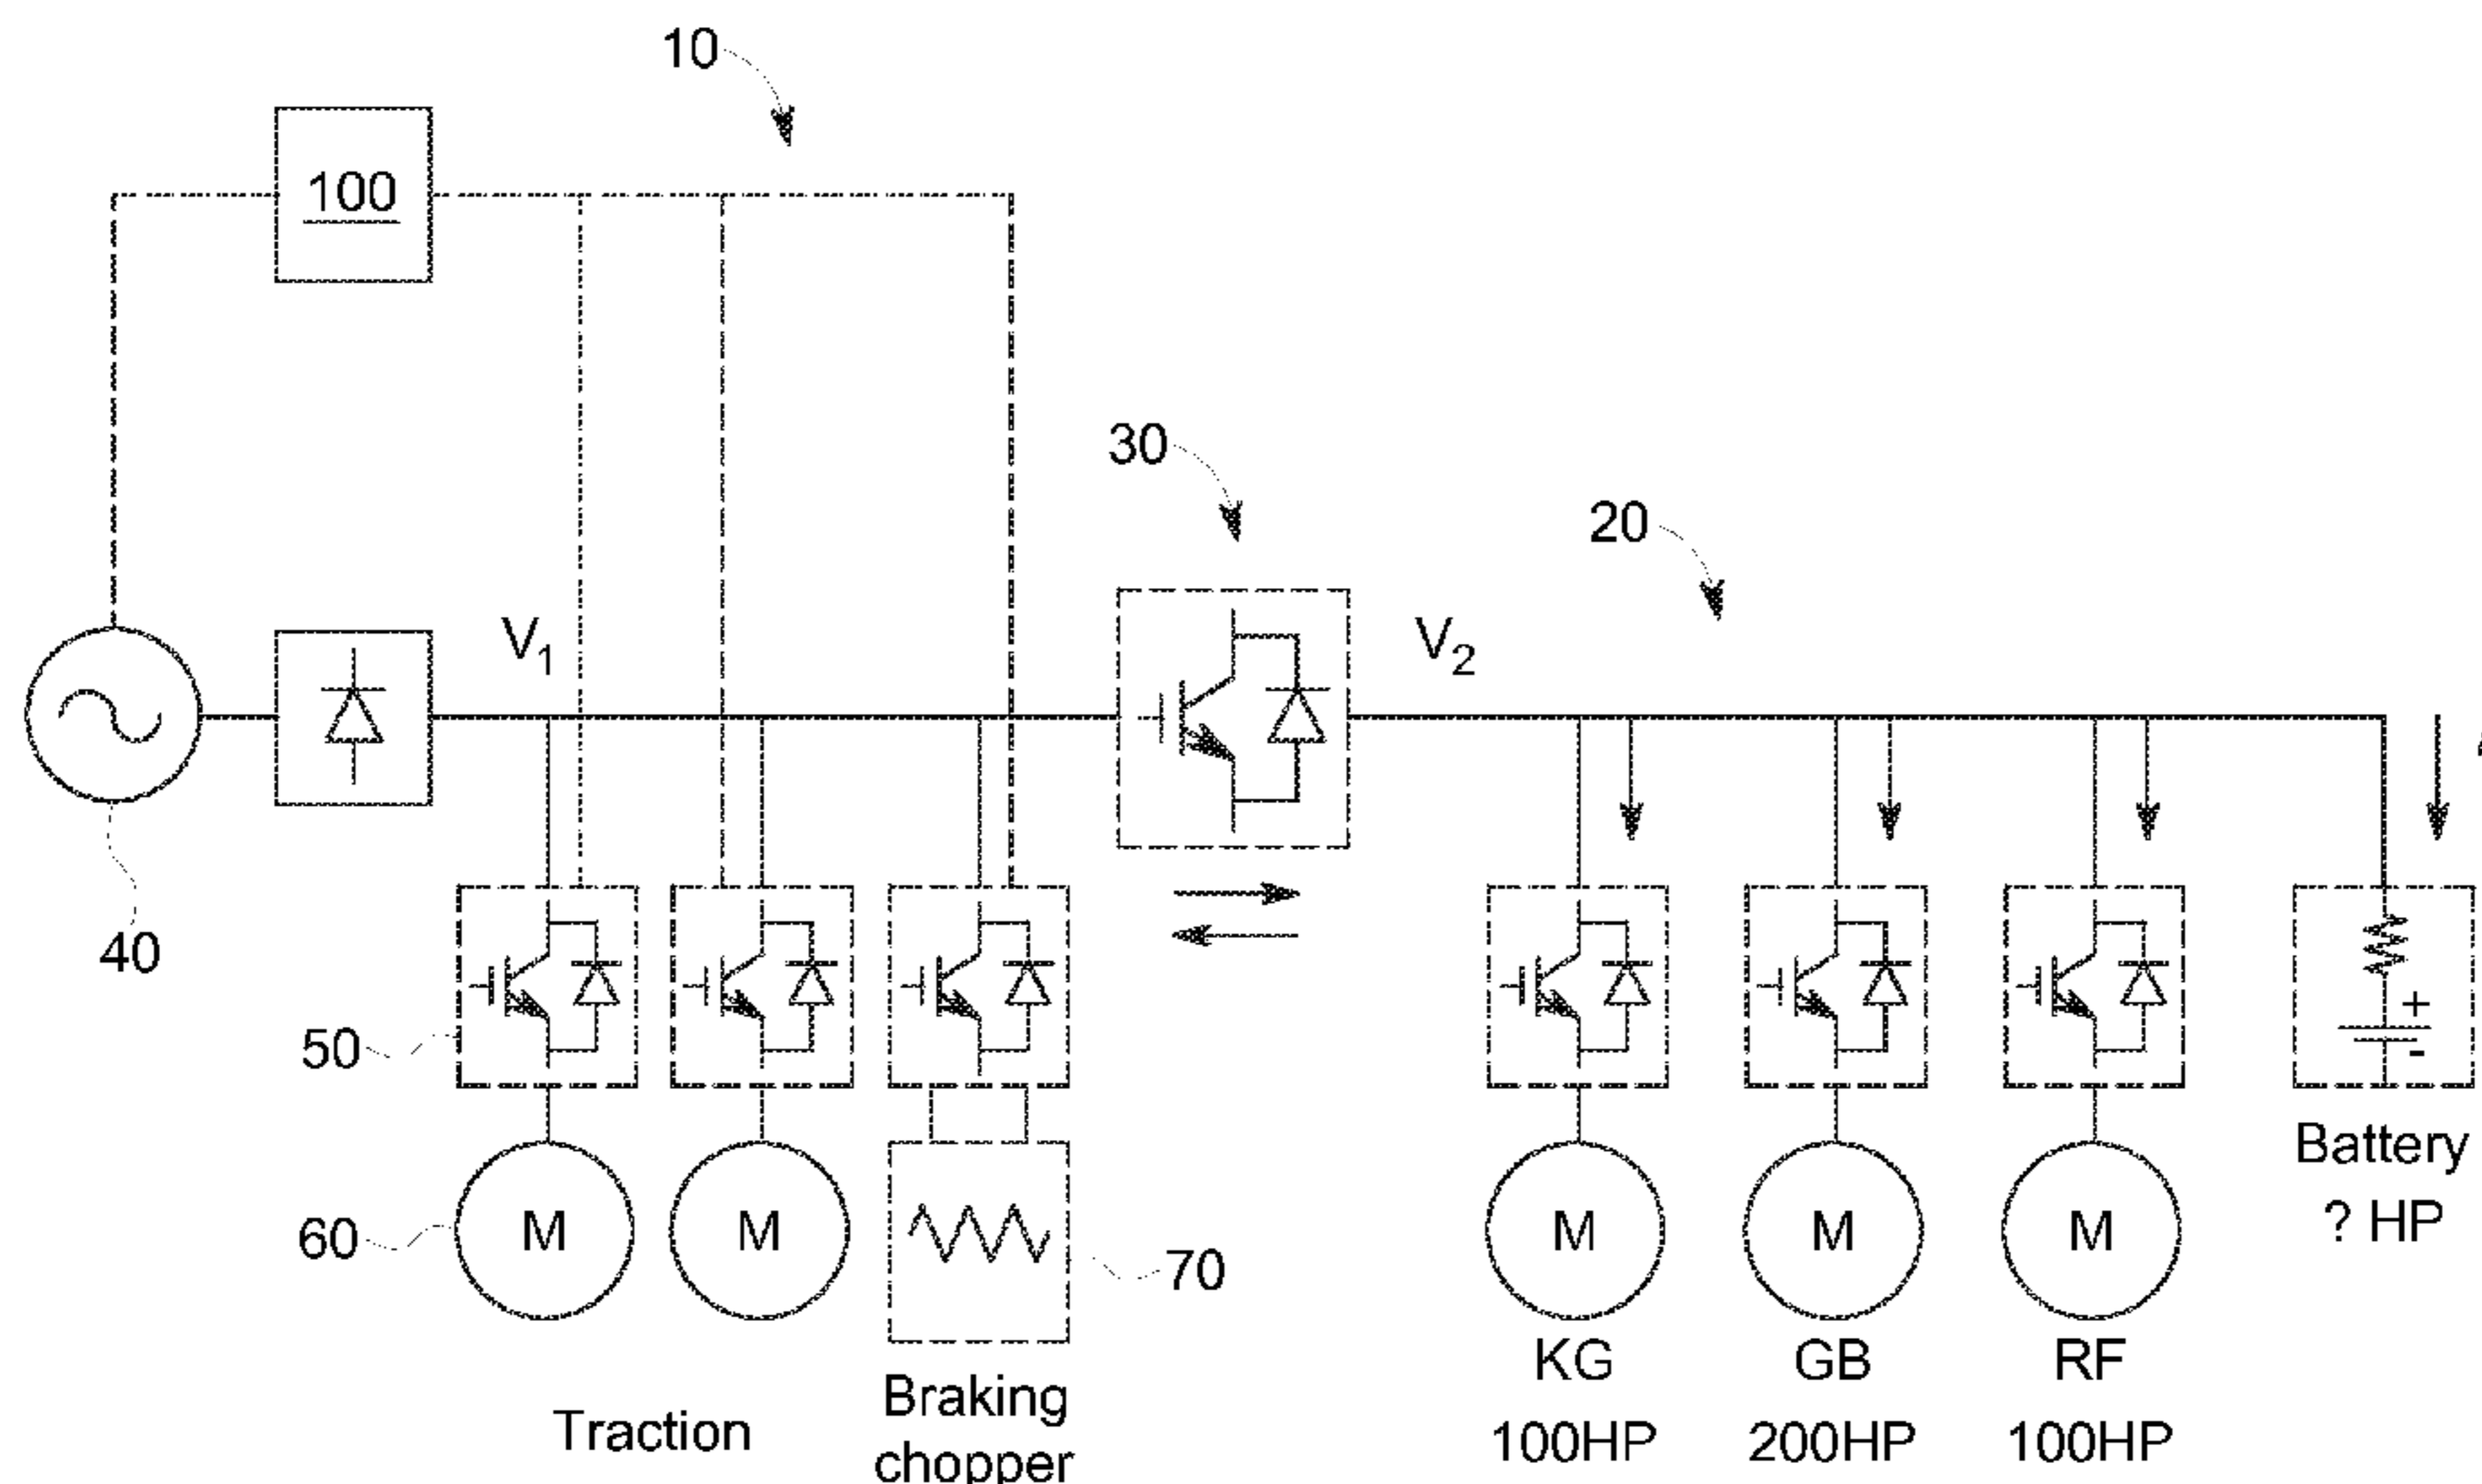 10
100
30
20
V1
V2
40
50
+
-
Battery
? HP
60
M
M
70
M
M
M
KG
GB
RF
Braking
chopper
Traction
100HP
200HP
100HP